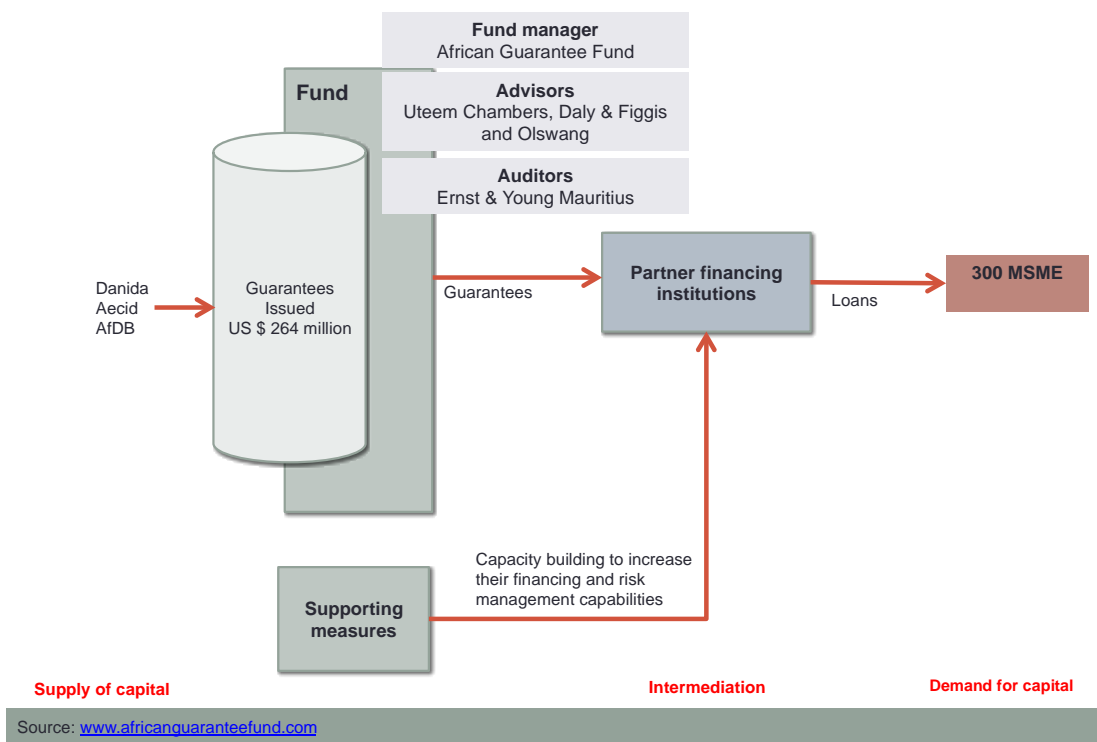 Fund manager
African Guarantee Fund
Fund
Advisors
Uteem Chambers, Daly & Figgis
and Olswang
Auditors
Ernst & Young Mauritius
Danida
Aecid
AfDB
Guarantees
Issued
US $ 264 million
Guarantees
Partner financing
institutions
Loans
300 MSME
Capacity building to increase
their financing and risk
management capabilities
Supporting
measures
Supply of capital
Intermediation
Demand for capital
Source: www.africanguaranteefund.com